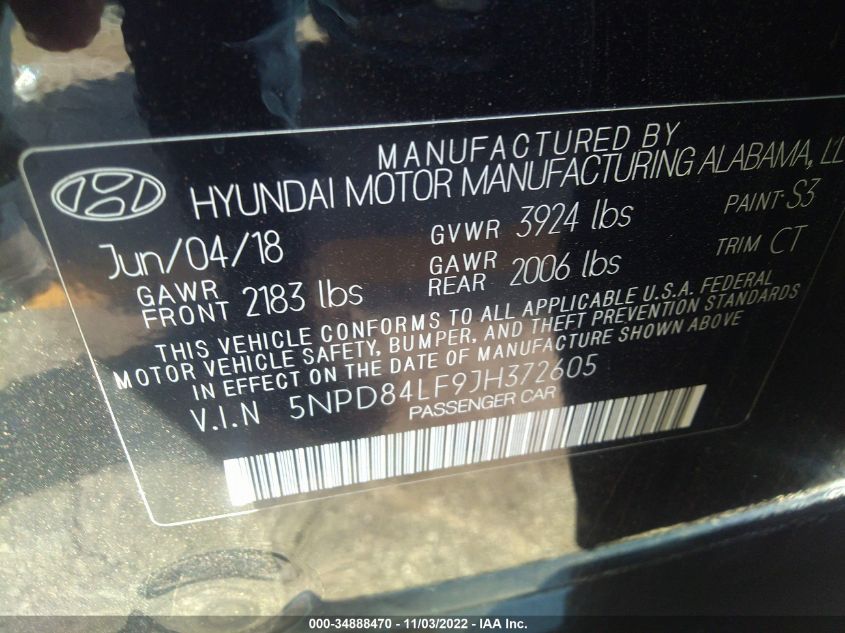 MANUFACTURED BY
HYUNDAI MOTOR MANUFACTURING ALABAMA,
Jun/04/18 GVWR 3924 lbs PAINT S3
GAWR FRONT 2183 lbs GAWR REAR 2006 lbs TRIM CT
THIS VEHICLE CONFORMS TO ALL APPLICABLE U.S.A. FEDERAL
MOTOR VEHICLE SAFETY, BUMPER, AND THEFT PREVENTION STANDARDS
IN EFFECT ON THE DATE OF MANUFACTURE SHOWN ABOVE
V.I.N 5NPD84LF9JH372605
PASSENGER CAR
000-34888470 - 11/03/2022 - IAA Inc.